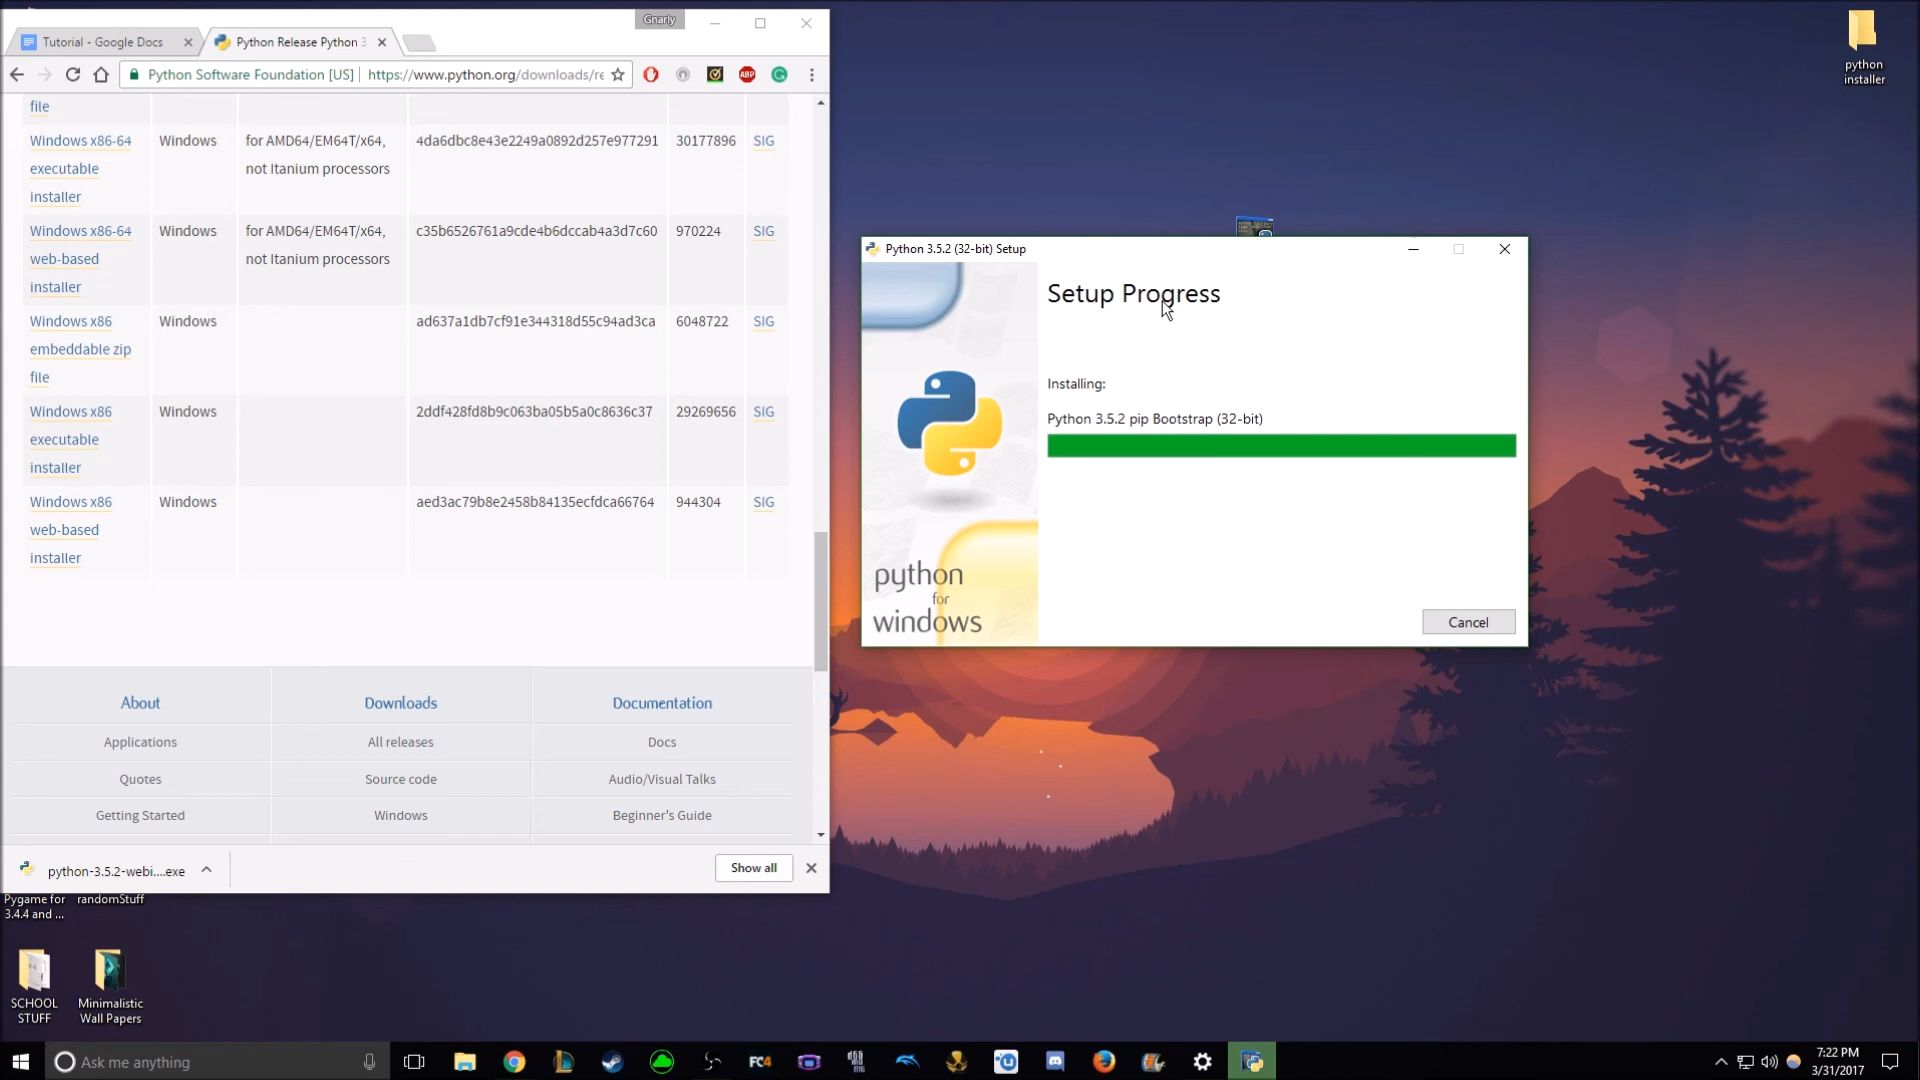 Gnarly
Tutorial - Google Docs
Python Release Python 3
Python Software Foundation [US]
https://www.python.org/downloads/re
ABP
file
Windows x86-64 executable installer
Windows
for AMD64/EM64T/x64, not Itanium processors
4da6dbc8e43e2249a0892d257e977291
30177896
SIG
Windows x86-64 web-based installer
Windows
for AMD64/EM64T/x64, not Itanium processors
c35b6526761a9cde4b6dccab4a3d7c60
970224
SIG
Windows x86 embeddable zip file
Windows
ad637a1db7cf91e344318d55c94ad3ca
6048722
SIG
Windows x86 executable installer
Windows
2ddf428fd8b9c063ba05b5a0c8636c37
29269656
SIG
Windows x86 web-based installer
Windows
aed3ac79b8e2458b84135ecfdca66764
944304
SIG
About
Downloads
Documentation
Applications
All releases
Docs
Quotes
Source code
Audio/Visual Talks
Getting Started
Windows
Beginner's Guide
python-3.5.2-webi....exe
Show all
python
installer
Python 3.5.2 (32-bit) Setup
Setup Progress
Installing:
Python 3.5.2 pip Bootstrap (32-bit)
python
for
windows
Cancel
Pygame for
3.4.4 and ...
randomStuff
SCHOOL
STUFF
Minimalistic
Wall Papers
Ask me anything
FC4
7:22 PM
3/31/2017